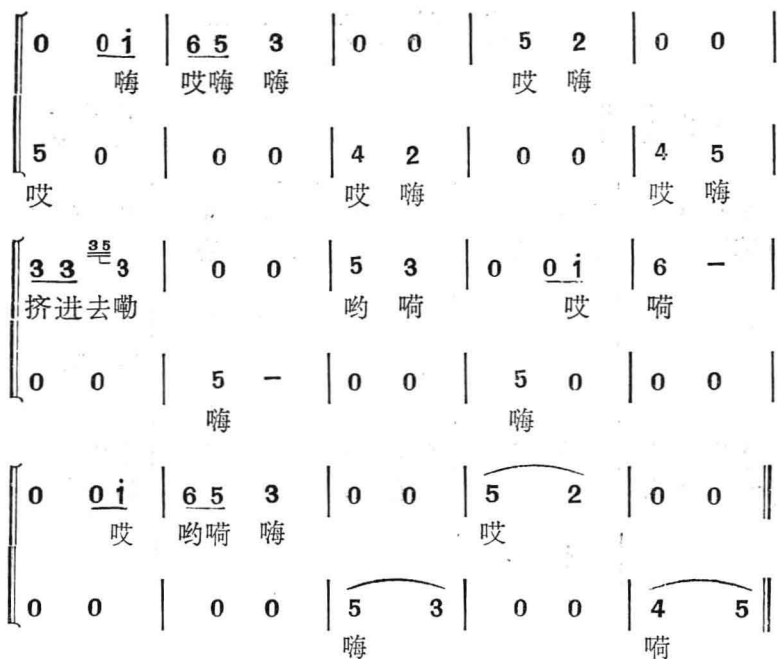 0 0 i̇ | 6 5 3 | 0 0 | 5 2 | 0 0 |
嗨 哎嗨 嗨 哎 嗨
5 0 | 0 0 | 4 2 | 0 0 | 4 5 |
哎 哎 嗨 哎 嗨
3 3 35 3 | 0 0 | 5 3 | 0 0 i̇ | 6 – |
挤进去嘞 哟 嗬 哎 嗬
0 0 | 5 – | 0 0 | 5 0 | 0 0 |
嗨 嗨
0 0 i̇ | 6 5 3 | 0 0 | 5 2 | 0 0 ‖
哎 哟嗬 嗨 哎
0 0 | 0 0 | 5 3 | 0 0 | 4 5 ‖
嗨 嗬